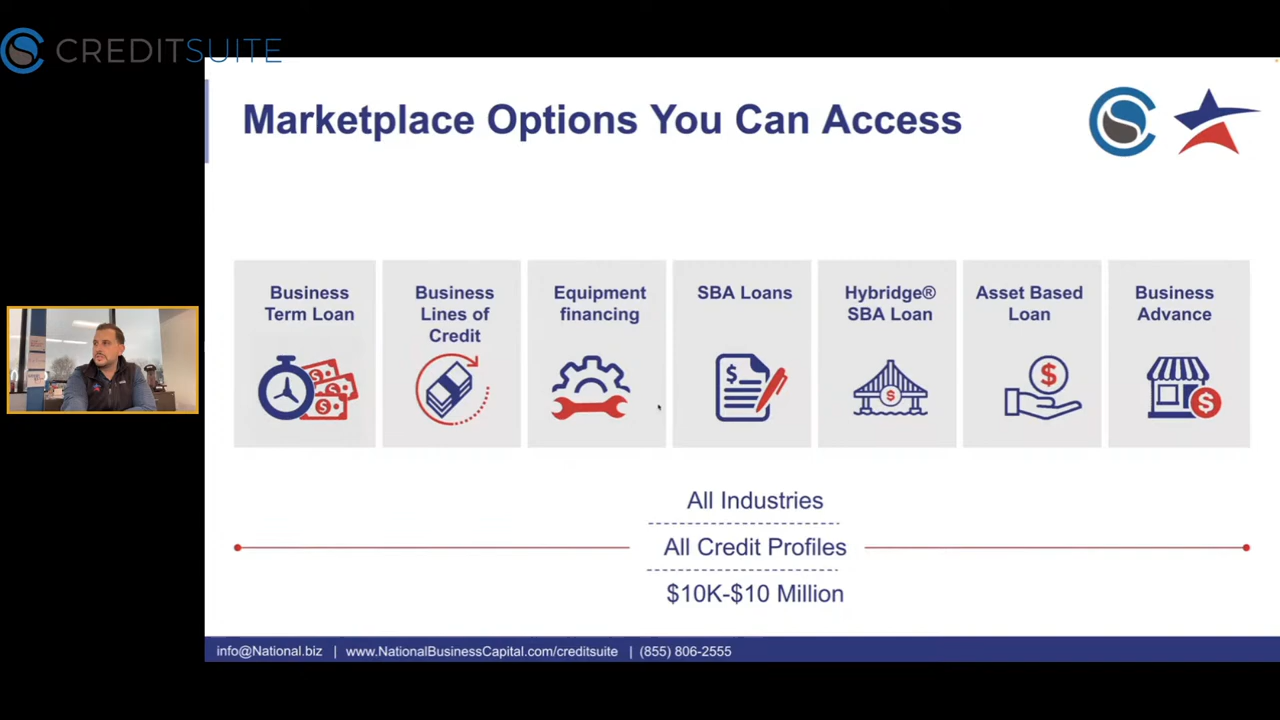 CREDITSUITE
Marketplace Options You Can Access
Business
Term Loan
Business
Lines of
Credit
Equipment
financing
SBA Loans
Hybridge®
SBA Loan
Asset Based
Loan
Business
Advance
All Industries
All Credit Profiles
$10K-$10 Million
info@National.biz | www.NationalBusinessCapital.com/creditsuite | (855) 806-2555